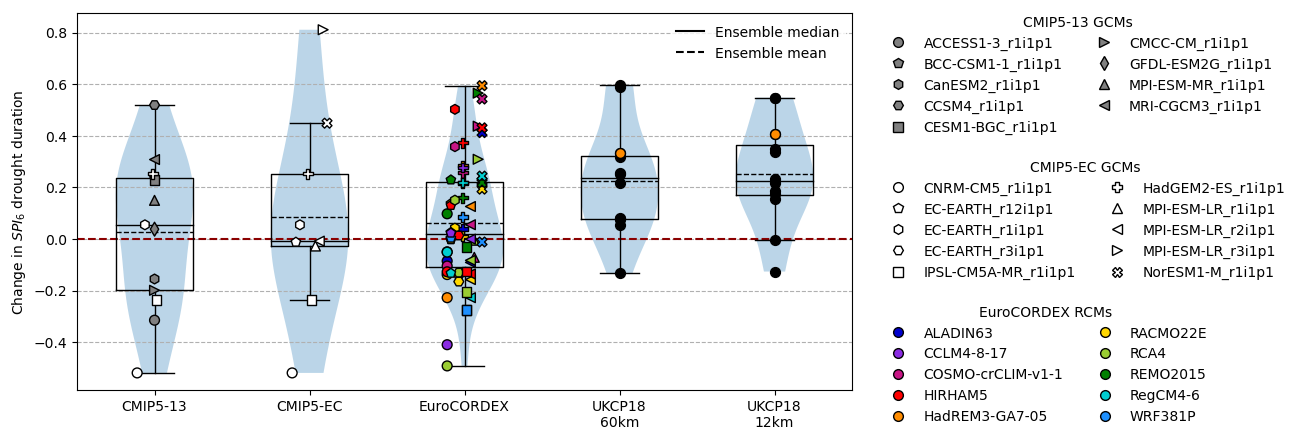 Change in SPI6 drought duration
0.8
0.6
0.4
0.2
0.0
−0.2
−0.4
Ensemble median
Ensemble mean
CMIP5-13
CMIP5-EC
EuroCORDEX
UKCP18
60km
UKCP18
12km
CMIP5-13 GCMs
ACCESS1-3_r1i1p1
BCC-CSM1-1_r1i1p1
CanESM2_r1i1p1
CCSM4_r1i1p1
CESM1-BGC_r1i1p1
CMCC-CM_r1i1p1
GFDL-ESM2G_r1i1p1
MPI-ESM-MR_r1i1p1
MRI-CGCM3_r1i1p1
CMIP5-EC GCMs
CNRM-CM5_r1i1p1
EC-EARTH_r12i1p1
EC-EARTH_r1i1p1
EC-EARTH_r3i1p1
IPSL-CM5A-MR_r1i1p1
HadGEM2-ES_r1i1p1
MPI-ESM-LR_r1i1p1
MPI-ESM-LR_r2i1p1
MPI-ESM-LR_r3i1p1
NorESM1-M_r1i1p1
EuroCORDEX RCMs
ALADIN63
CCLM4-8-17
COSMO-crCLIM-v1-1
HIRHAM5
HadREM3-GA7-05
RACMO22E
RCA4
REMO2015
RegCM4-6
WRF381P